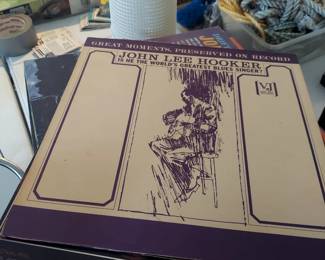 GREAT MOMENTS, PRESERVED ON RECORD
JOHN LEE HOOKER
IS HE THE WORLD'S GREATEST BLUES SINGER?
VJ